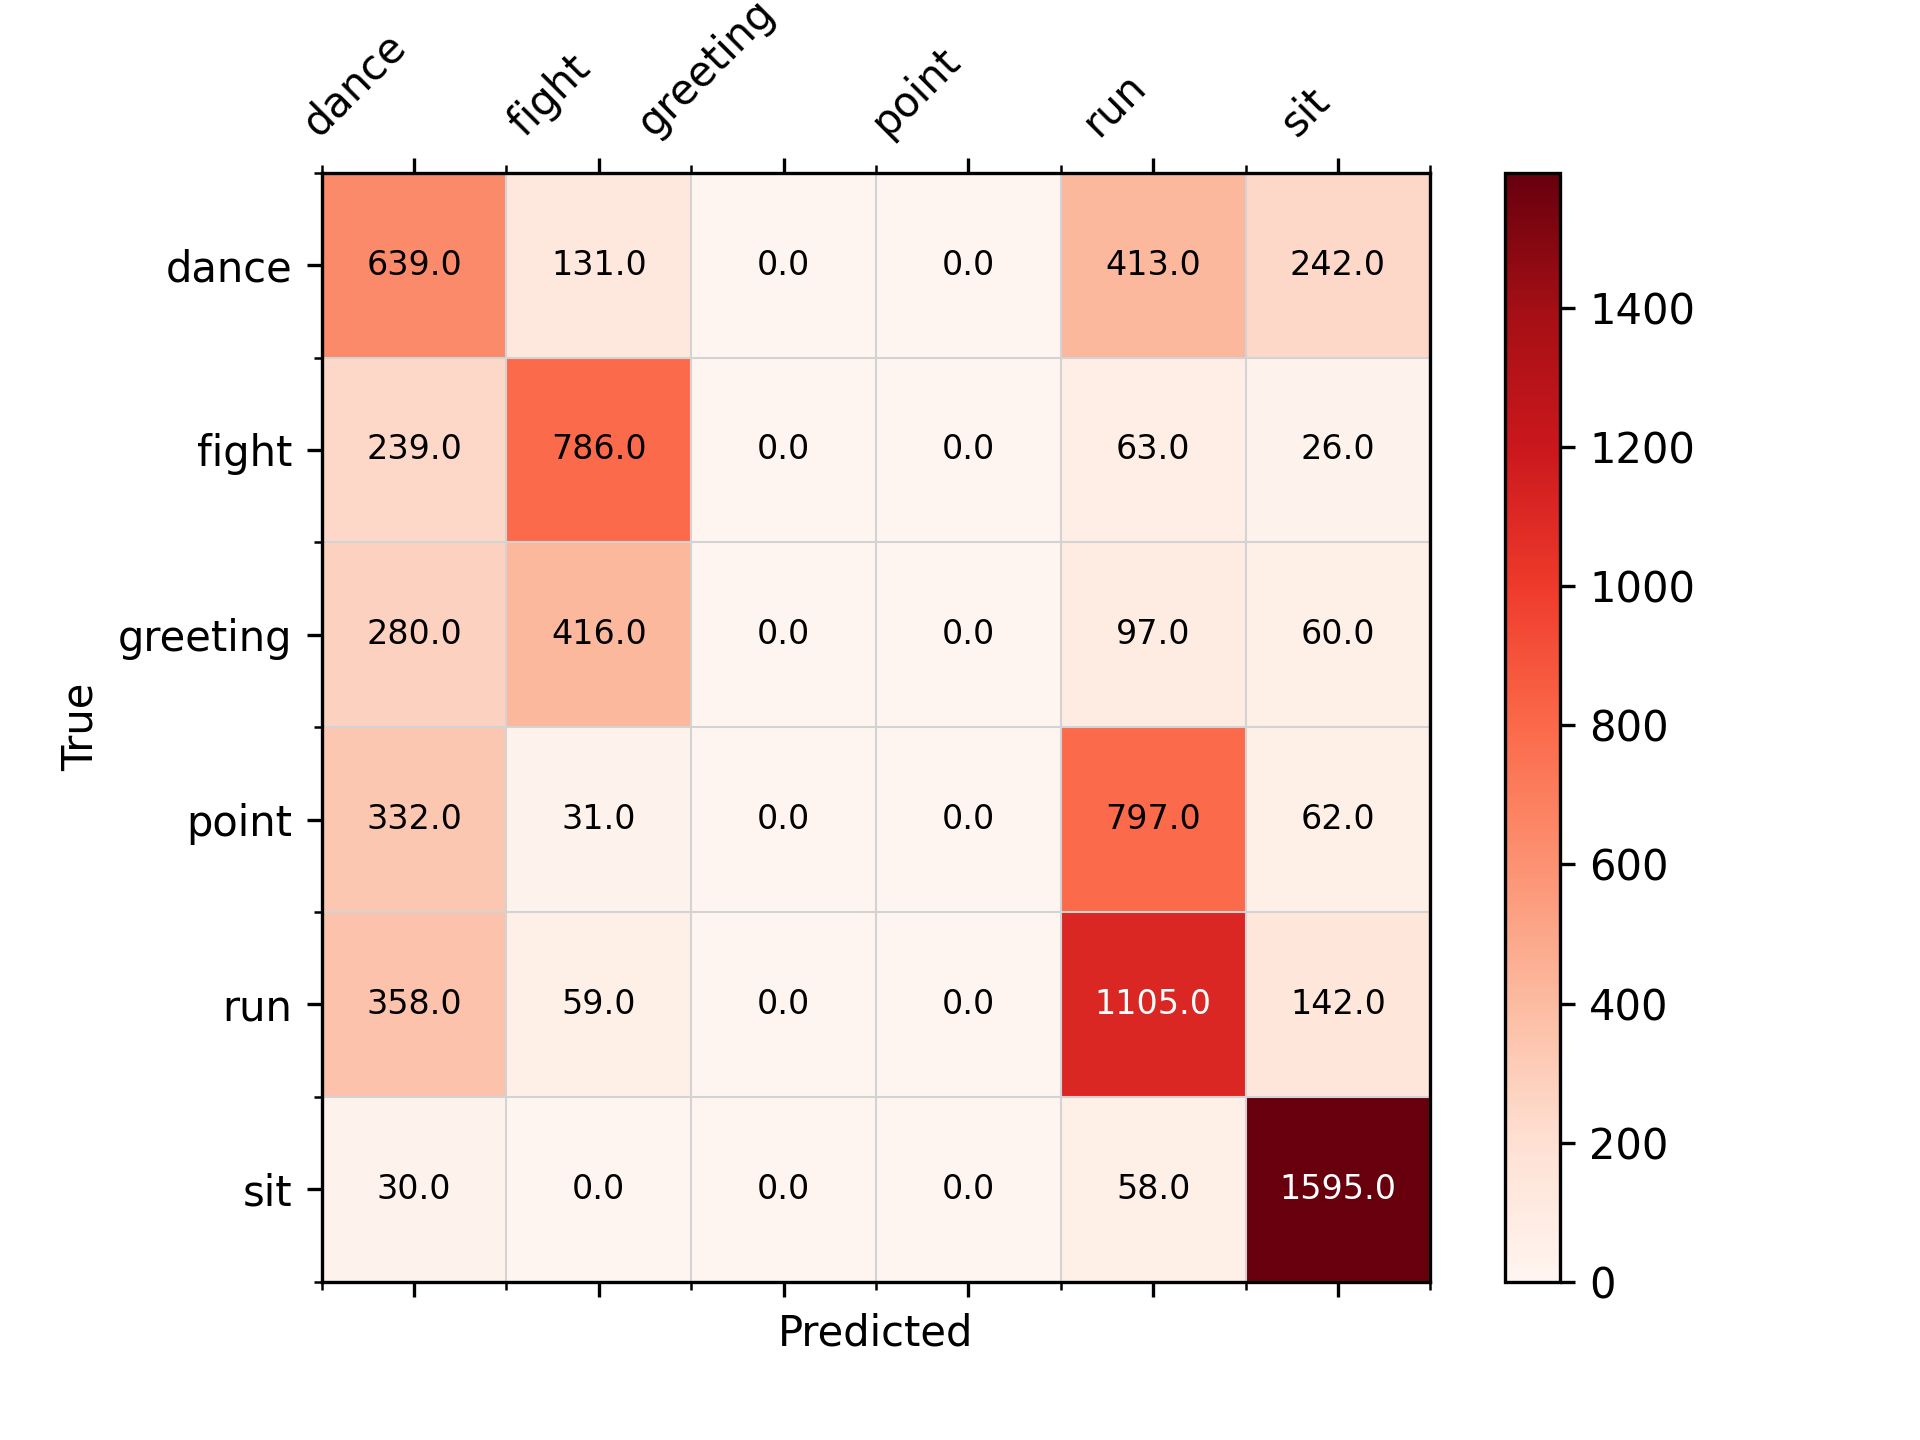 dance fight greeting point run sit
dance 639.0 131.0 0.0 0.0 413.0 242.0 1400
fight 239.0 786.0 0.0 0.0 63.0 26.0 1200
greeting 280.0 416.0 0.0 0.0 97.0 60.0 1000
True
800
point 332.0 31.0 0.0 0.0 797.0 62.0 600
run 358.0 59.0 0.0 0.0 1105.0 142.0 400
sit 30.0 0.0 0.0 0.0 58.0 1595.0 200
0
Predicted